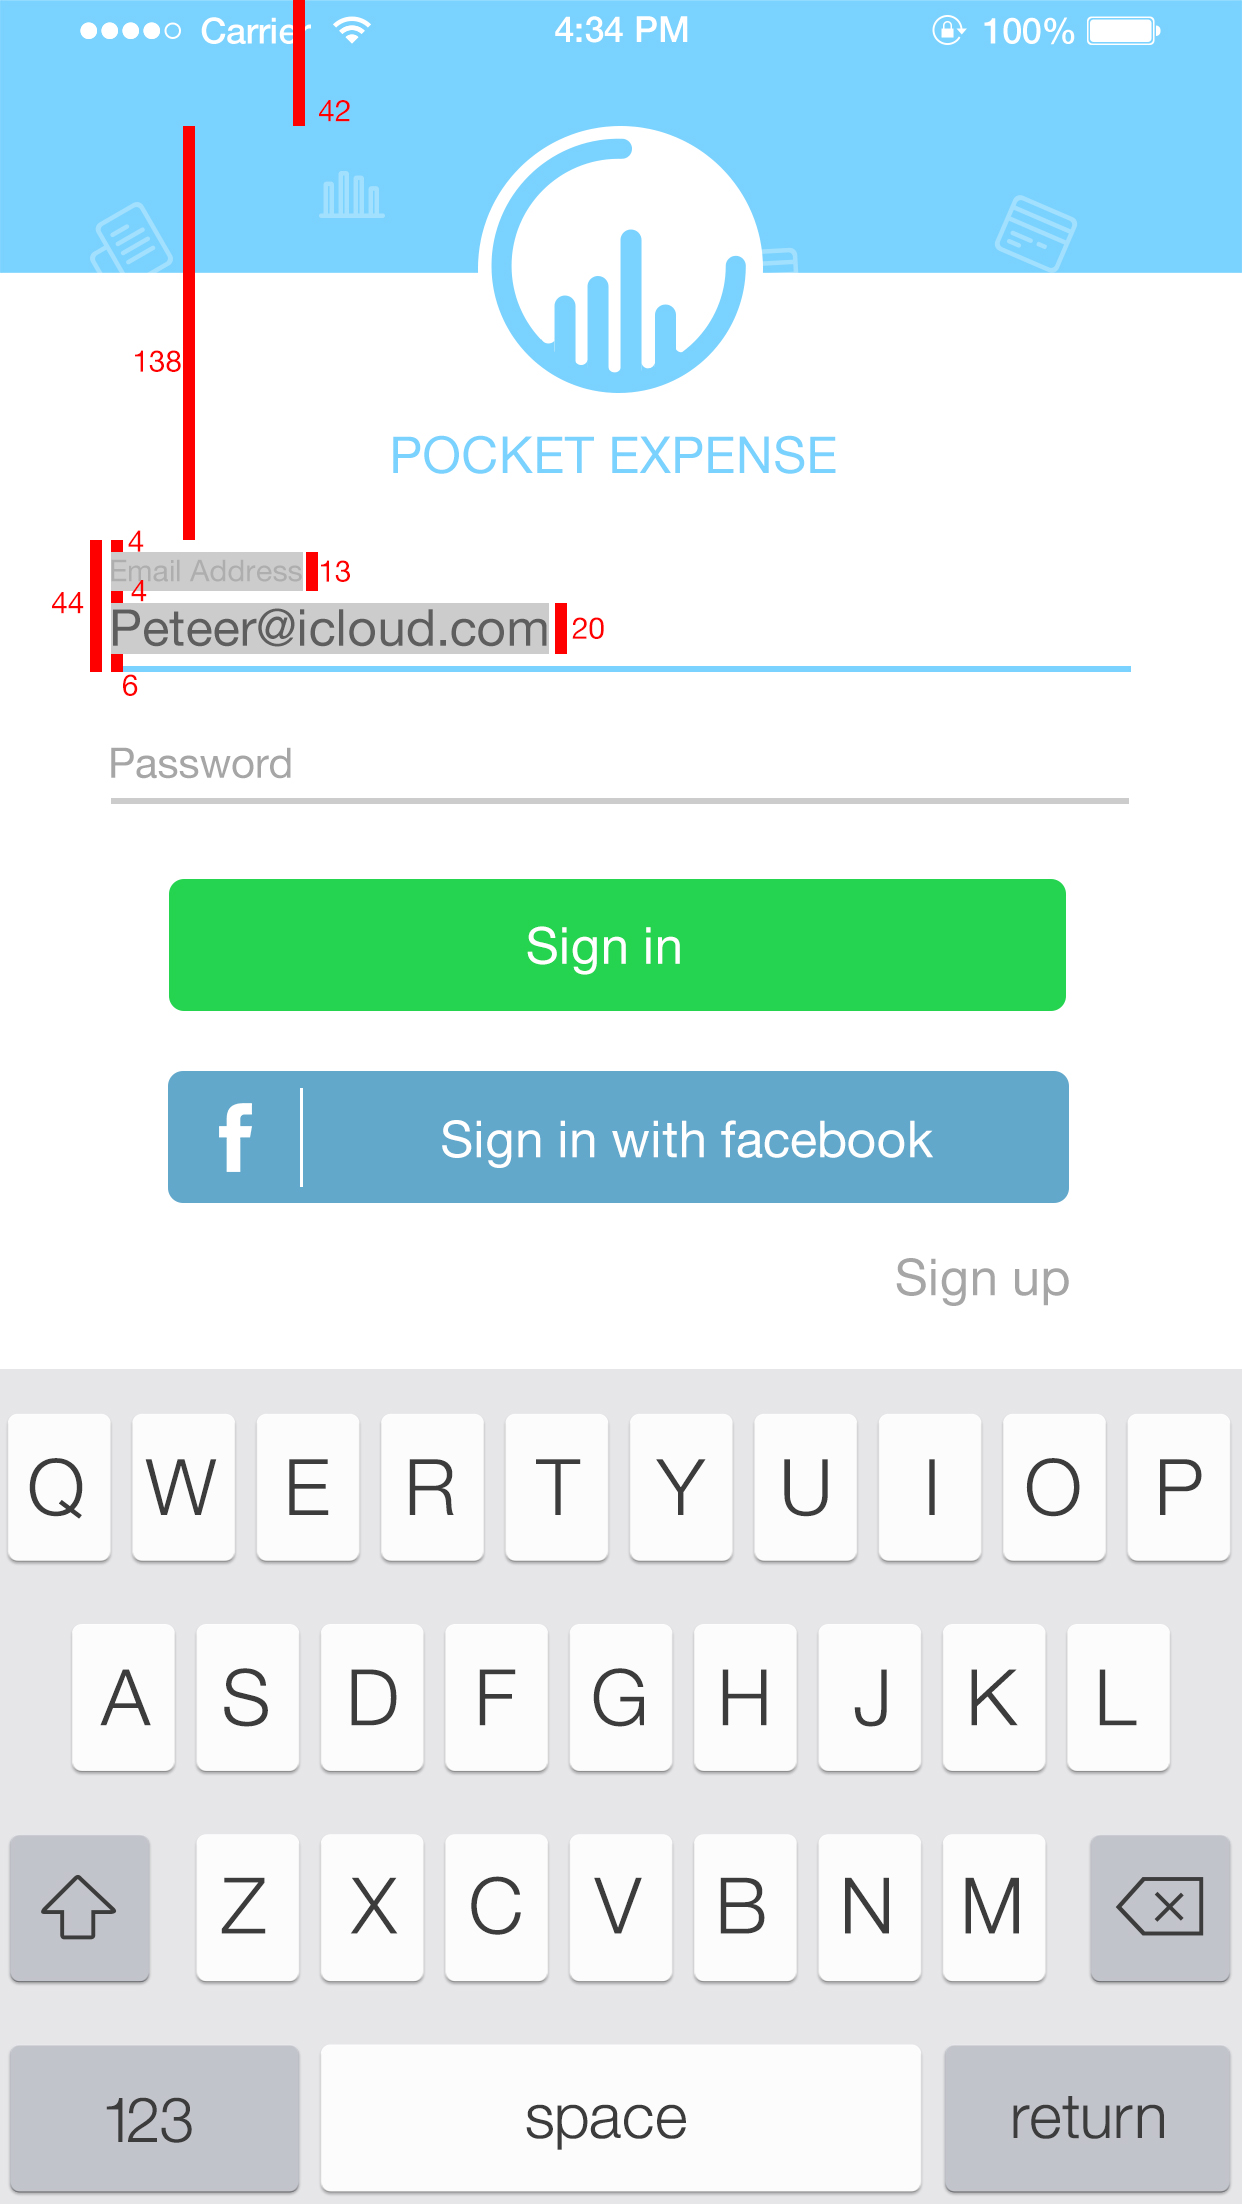 Carrier 4:34 PM 100%
42
138
POCKET EXPENSE
4
Email Address 13
4
44
Peteer@icloud.com 20
6
Password
Sign in
f Sign in with facebook
Sign up
Q W E R T Y U I O P
A S D F G H J K L
Z X C V B N M
123 space return